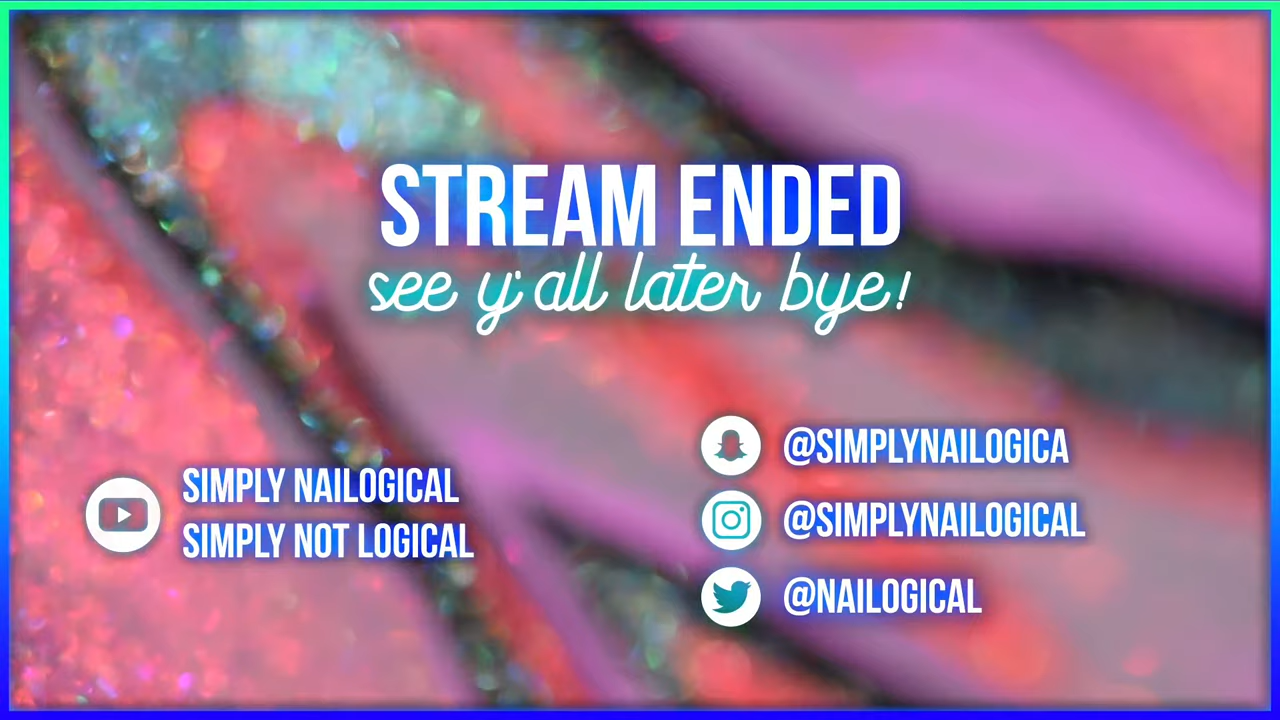 STREAM ENDED
see y'all later bye!
SIMPLY NAILOGICAL
SIMPLY NOT LOGICAL
@SIMPLYNAILOGICA
@SIMPLYNAILOGICAL
@NAILOGICAL